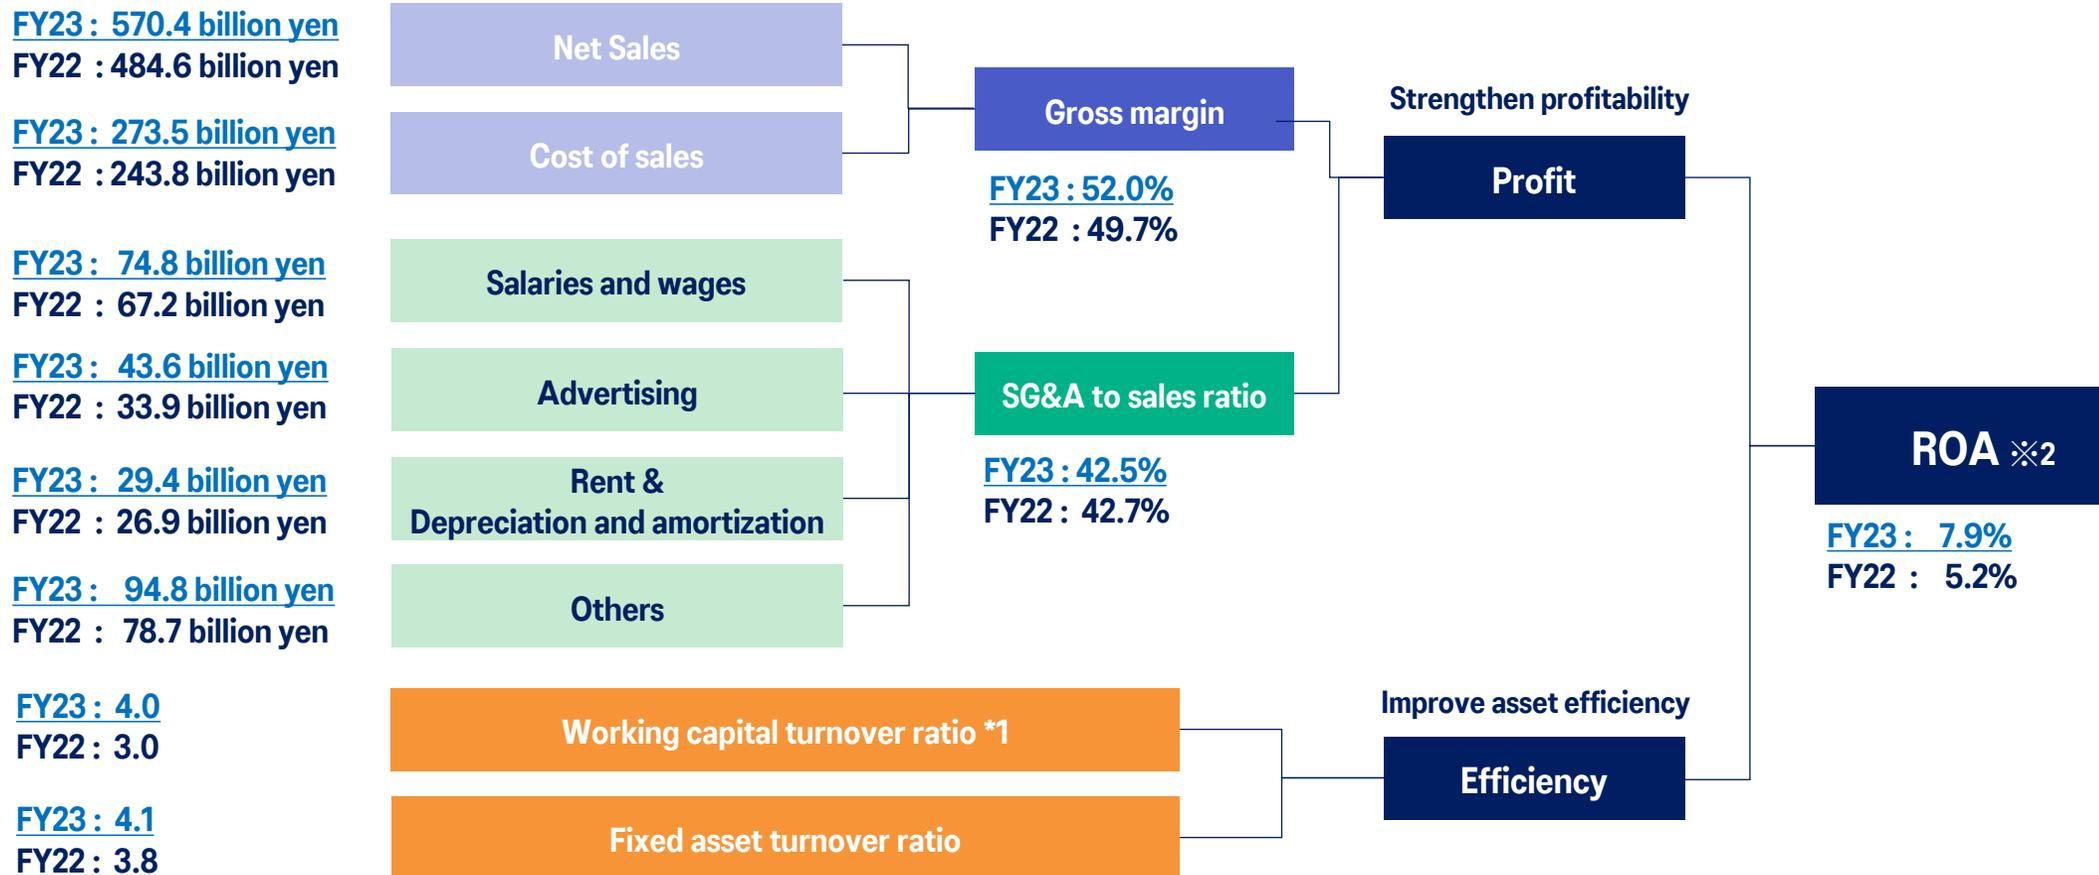 FY23 : 570.4 billion yen
FY22 : 484.6 billion yen
Net Sales
FY23 : 273.5 billion yen
FY22 : 243.8 billion yen
Cost of sales
Gross margin
FY23 : 52.0%
FY22 : 49.7%
Strengthen profitability
Profit
FY23 : 74.8 billion yen
FY22 : 67.2 billion yen
Salaries and wages
FY23 : 43.6 billion yen
FY22 : 33.9 billion yen
Advertising
FY23 : 29.4 billion yen
FY22 : 26.9 billion yen
Rent &
Depreciation and amortization
FY23 : 94.8 billion yen
FY22 : 78.7 billion yen
Others
SG&A to sales ratio
FY23 : 42.5%
FY22 : 42.7%
ROA ※2
FY23 : 7.9%
FY22 : 5.2%
FY23 : 4.0
FY22 : 3.0
Working capital turnover ratio *1
FY23 : 4.1
FY22 : 3.8
Fixed asset turnover ratio
Improve asset efficiency
Efficiency